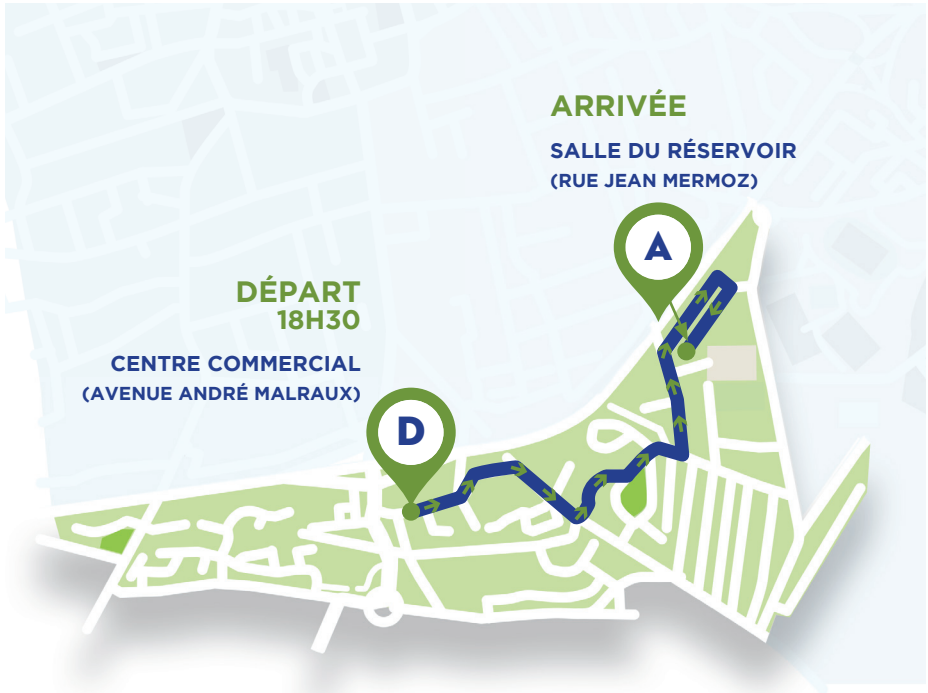 ARRIVÉE
SALLE DU RÉSERVOIR
(RUE JEAN MERMOZ)
A
DÉPART
18H30
CENTRE COMMERCIAL
(AVENUE ANDRÉ MALRAUX)
D